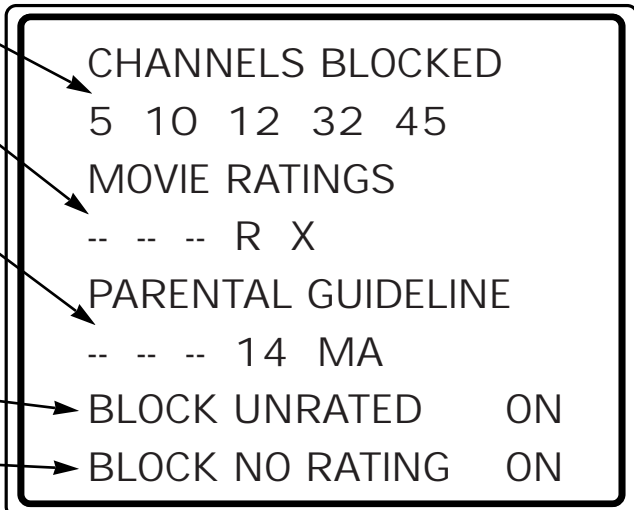 CHANNELS BLOCKED
5 10 12 32 45
MOVIE RATINGS
-- -- -- R X
PARENTAL GUIDELINE
-- -- -- 14 MA
BLOCK UNRATED ON
BLOCK NO RATING ON